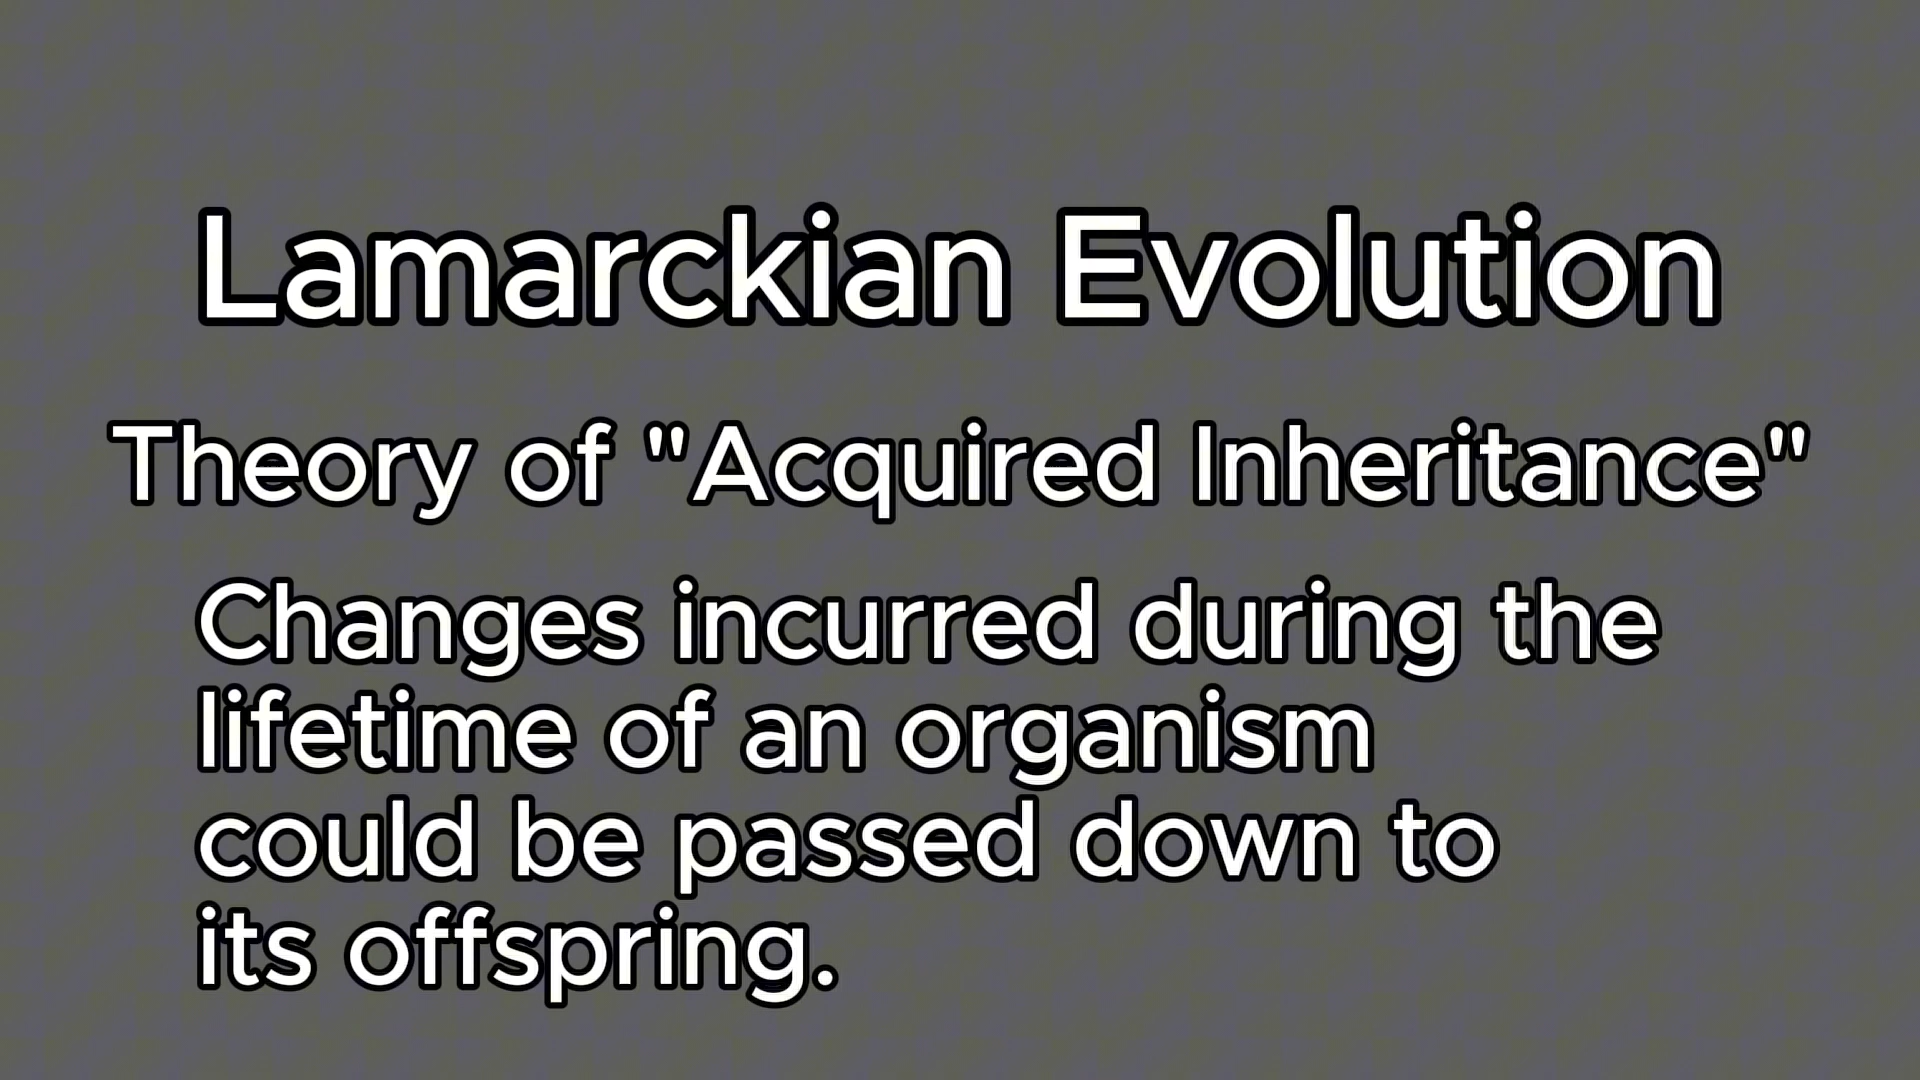 Lamarckian Evolution
Theory of "Acquired Inheritance"
Changes incurred during the
lifetime of an organism
could be passed down to
its offspring.